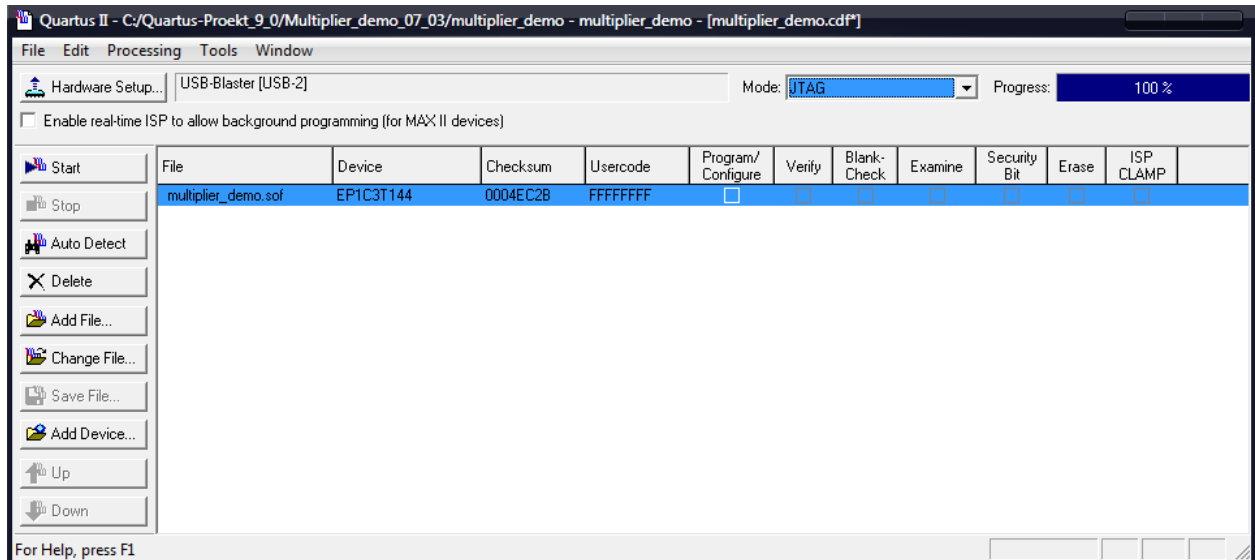 Quartus II - C:/Quartus-Proekt_9_0/Multiplier_demo_07_03/multiplier_demo - multiplier_demo - [multiplier_demo.cdf*]
File Edit Processing Tools Window
Hardware Setup... USB-Blaster [USB-2] Mode: JTAG Progress: 100 %
Enable real-time ISP to allow background programming (for MAX II devices)
Start
Stop
Auto Detect
Delete
Add File...
Change File...
Save File...
Add Device...
Up
Down
File Device Checksum Usercode Program/ Configure Verify Blank- Check Examine Security Bit Erase ISP CLAMP
multiplier_demo.sof EP1C3T144 0004EC2B FFFFFFFF
For Help, press F1